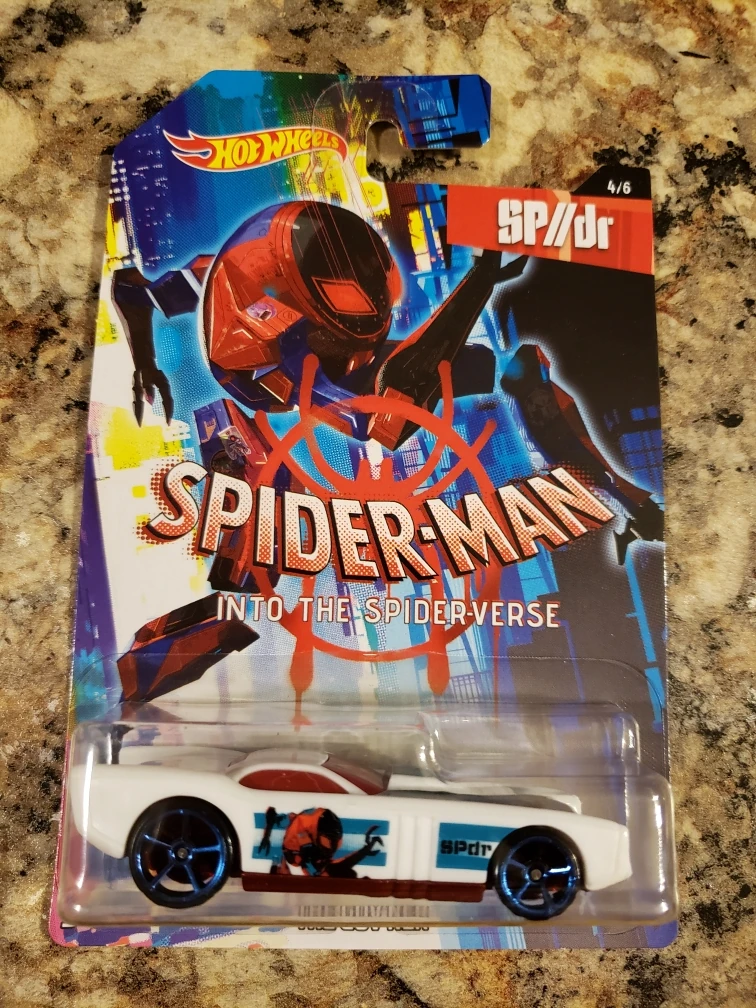 HOT WHEELS
4/6
SP//dr
SPIDER-MAN
INTO THE SPIDER-VERSE
SPdr